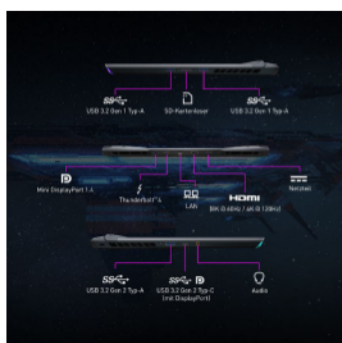 USB 3.2 Gen 1 Typ-A
SD-Kartenleser
USB 3.2 Gen 1 Typ-A
Mini DisplayPort 1.4
Thunderbolt™ 4
LAN
HDMI
(8K @ 60Hz / 4K @ 120Hz)
Netzteil
USB 3.2 Gen 2 Typ-A
USB 3.2 Gen 2 Typ-C
(mit DisplayPort)
Audio